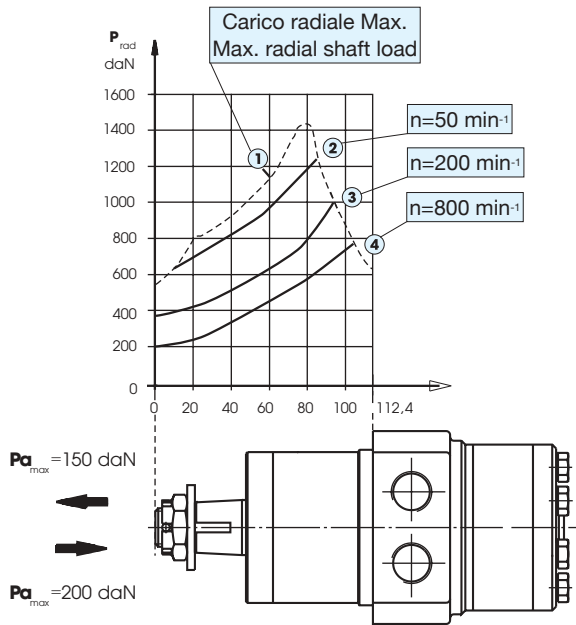 Carico radiale Max.
Max. radial shaft load
P rad
daN
1600
1400
1200
1000
800
600
400
200
0
0 20 40 60 80 100 112,4
1
2
3
4
n=50 min-1
n=200 min-1
n=800 min-1
Pa max =150 daN
Pa max =200 daN